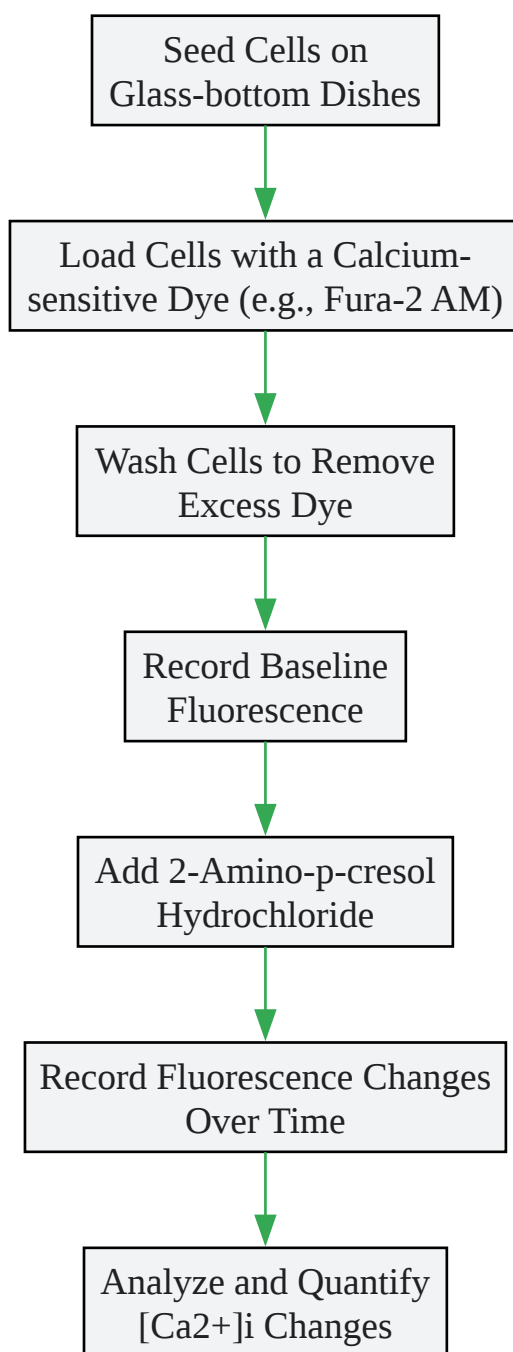 Seed Cells on
Glass-bottom Dishes
Load Cells with a Calcium-
sensitive Dye (e.g., Fura-2 AM)
Wash Cells to Remove
Excess Dye
Record Baseline
Fluorescence
Add 2-Amino-p-cresol
Hydrochloride
Record Fluorescence Changes
Over Time
Analyze and Quantify
[Ca2+]i Changes